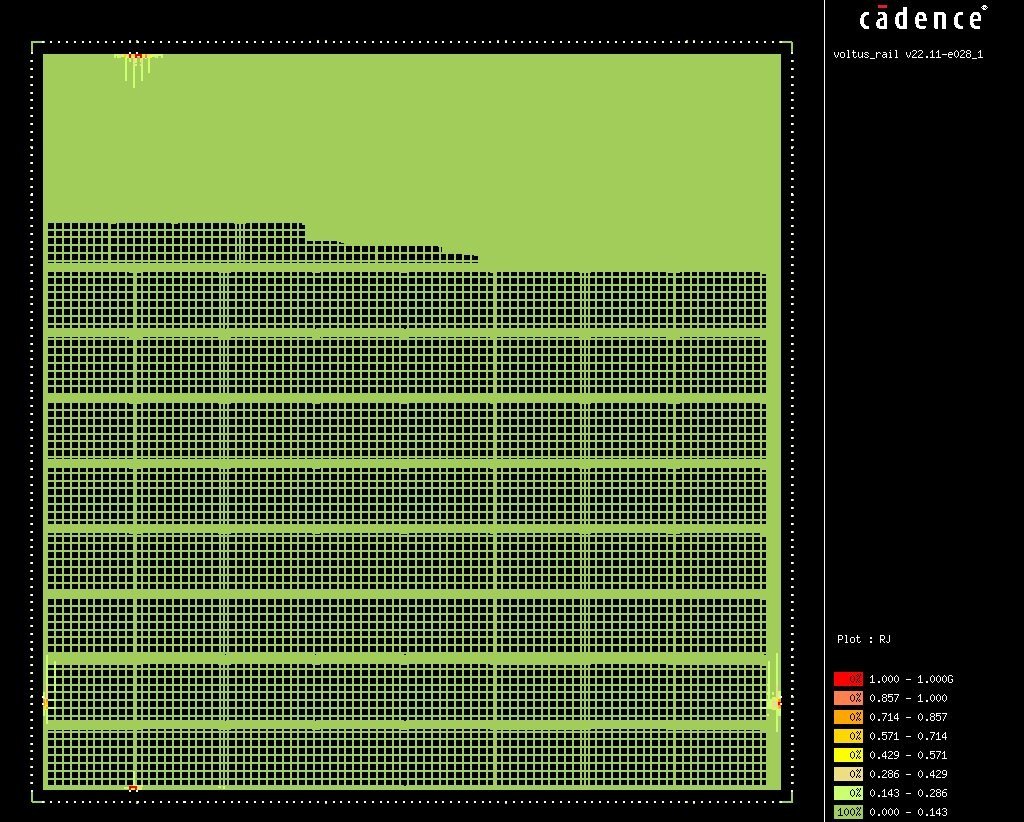 cādence®
voltus_rail v22.11-e028_1
Plot : RJ
0% 1.000 - 1.000G
0% 0.857 - 1.000
0% 0.714 - 0.857
0% 0.571 - 0.714
0% 0.429 - 0.571
0% 0.286 - 0.429
0% 0.143 - 0.286
100% 0.000 - 0.143